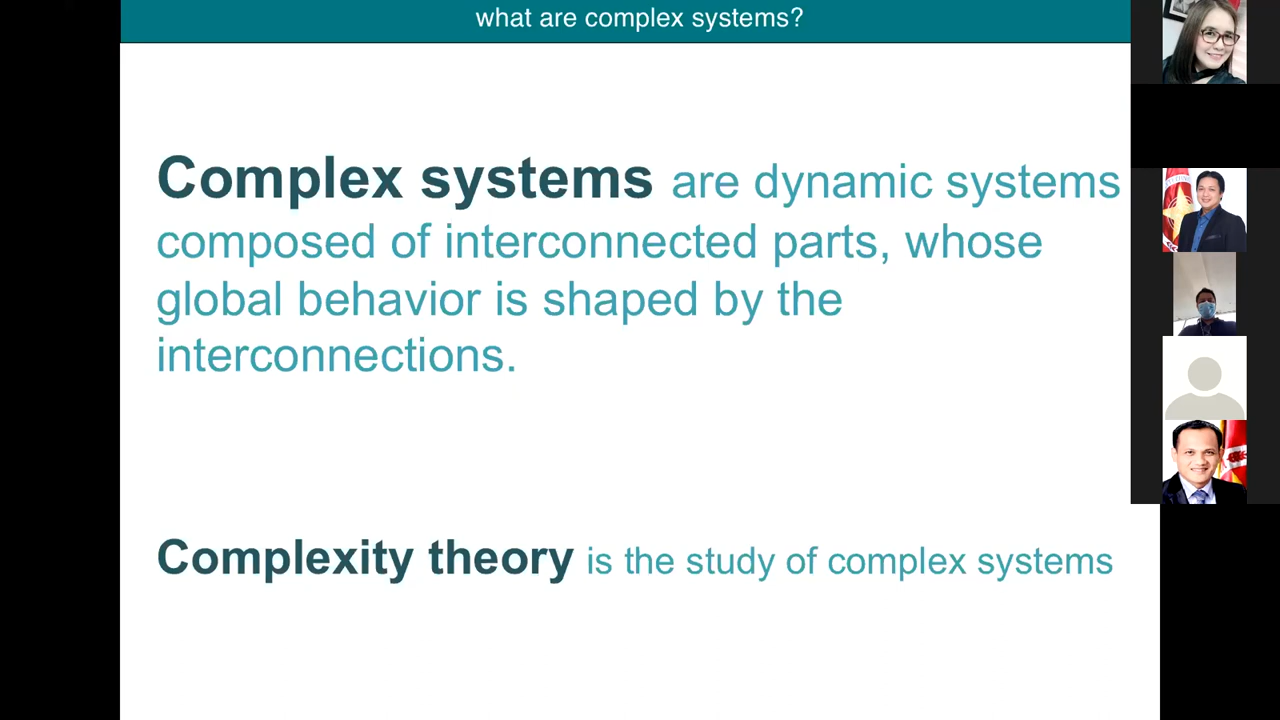 what are complex systems?
Complex systems are dynamic systems
composed of interconnected parts, whose
global behavior is shaped by the
interconnections.
Complexity theory is the study of complex systems